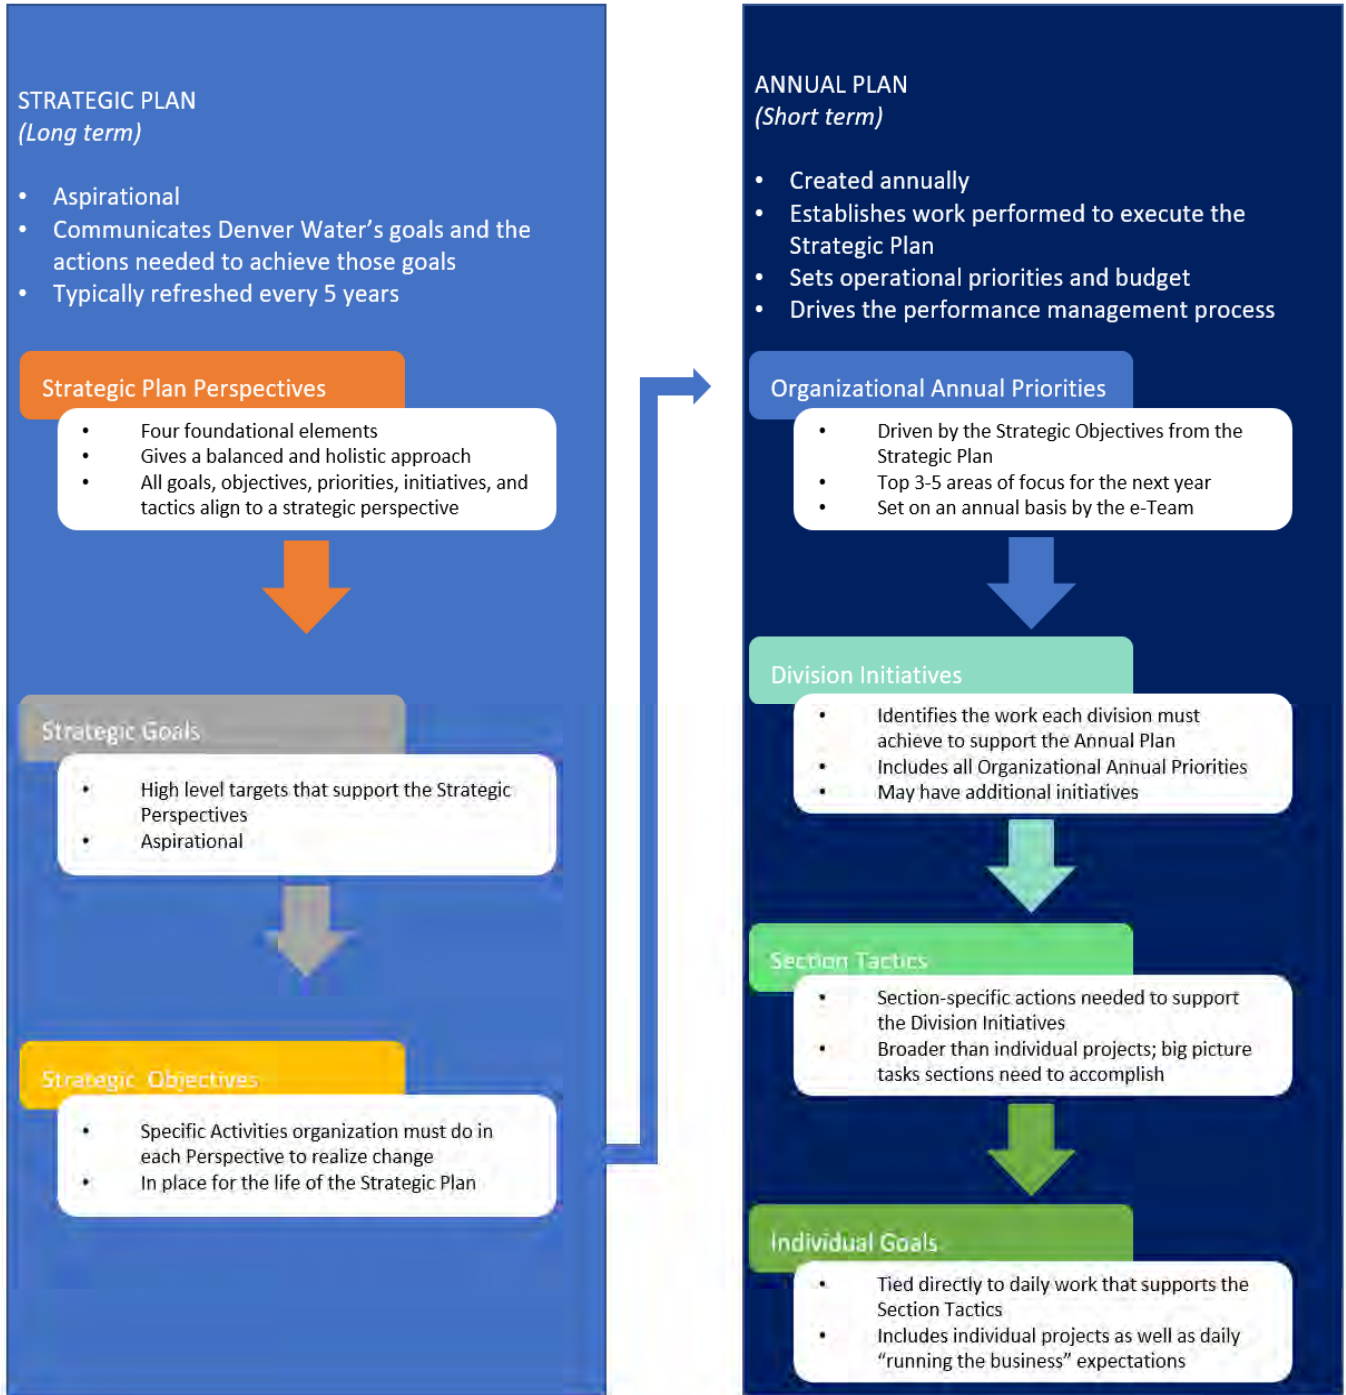 STRATEGIC PLAN
(Long term)
• Aspirational
• Communicates Denver Water's goals and the
actions needed to achieve those goals
• Typically refreshed every 5 years
Strategic Plan Perspectives
• Four foundational elements
• Gives a balanced and holistic approach
• All goals, objectives, priorities, initiatives, and
tactics align to a strategic perspective
Strategic Goals
• High level targets that support the Strategic
Perspectives
• Aspirational
Strategic Objectives
• Specific Activities organization must do in
each Perspective to realize change
• In place for the life of the Strategic Plan
ANNUAL PLAN
(Short term)
• Created annually
• Establishes work performed to execute the
Strategic Plan
• Sets operational priorities and budget
• Drives the performance management process
Organizational Annual Priorities
• Driven by the Strategic Objectives from the
Strategic Plan
• Top 3-5 areas of focus for the next year
• Set on an annual basis by the e-Team
Division Initiatives
• Identifies the work each division must
achieve to support the Annual Plan
• Includes all Organizational Annual Priorities
• May have additional initiatives
Section Tactics
• Section-specific actions needed to support
the Division Initiatives
• Broader than individual projects; big picture
tasks sections need to accomplish
Individual Goals
• Tied directly to daily work that supports the
Section Tactics
• Includes individual projects as well as daily
“running the business” expectations